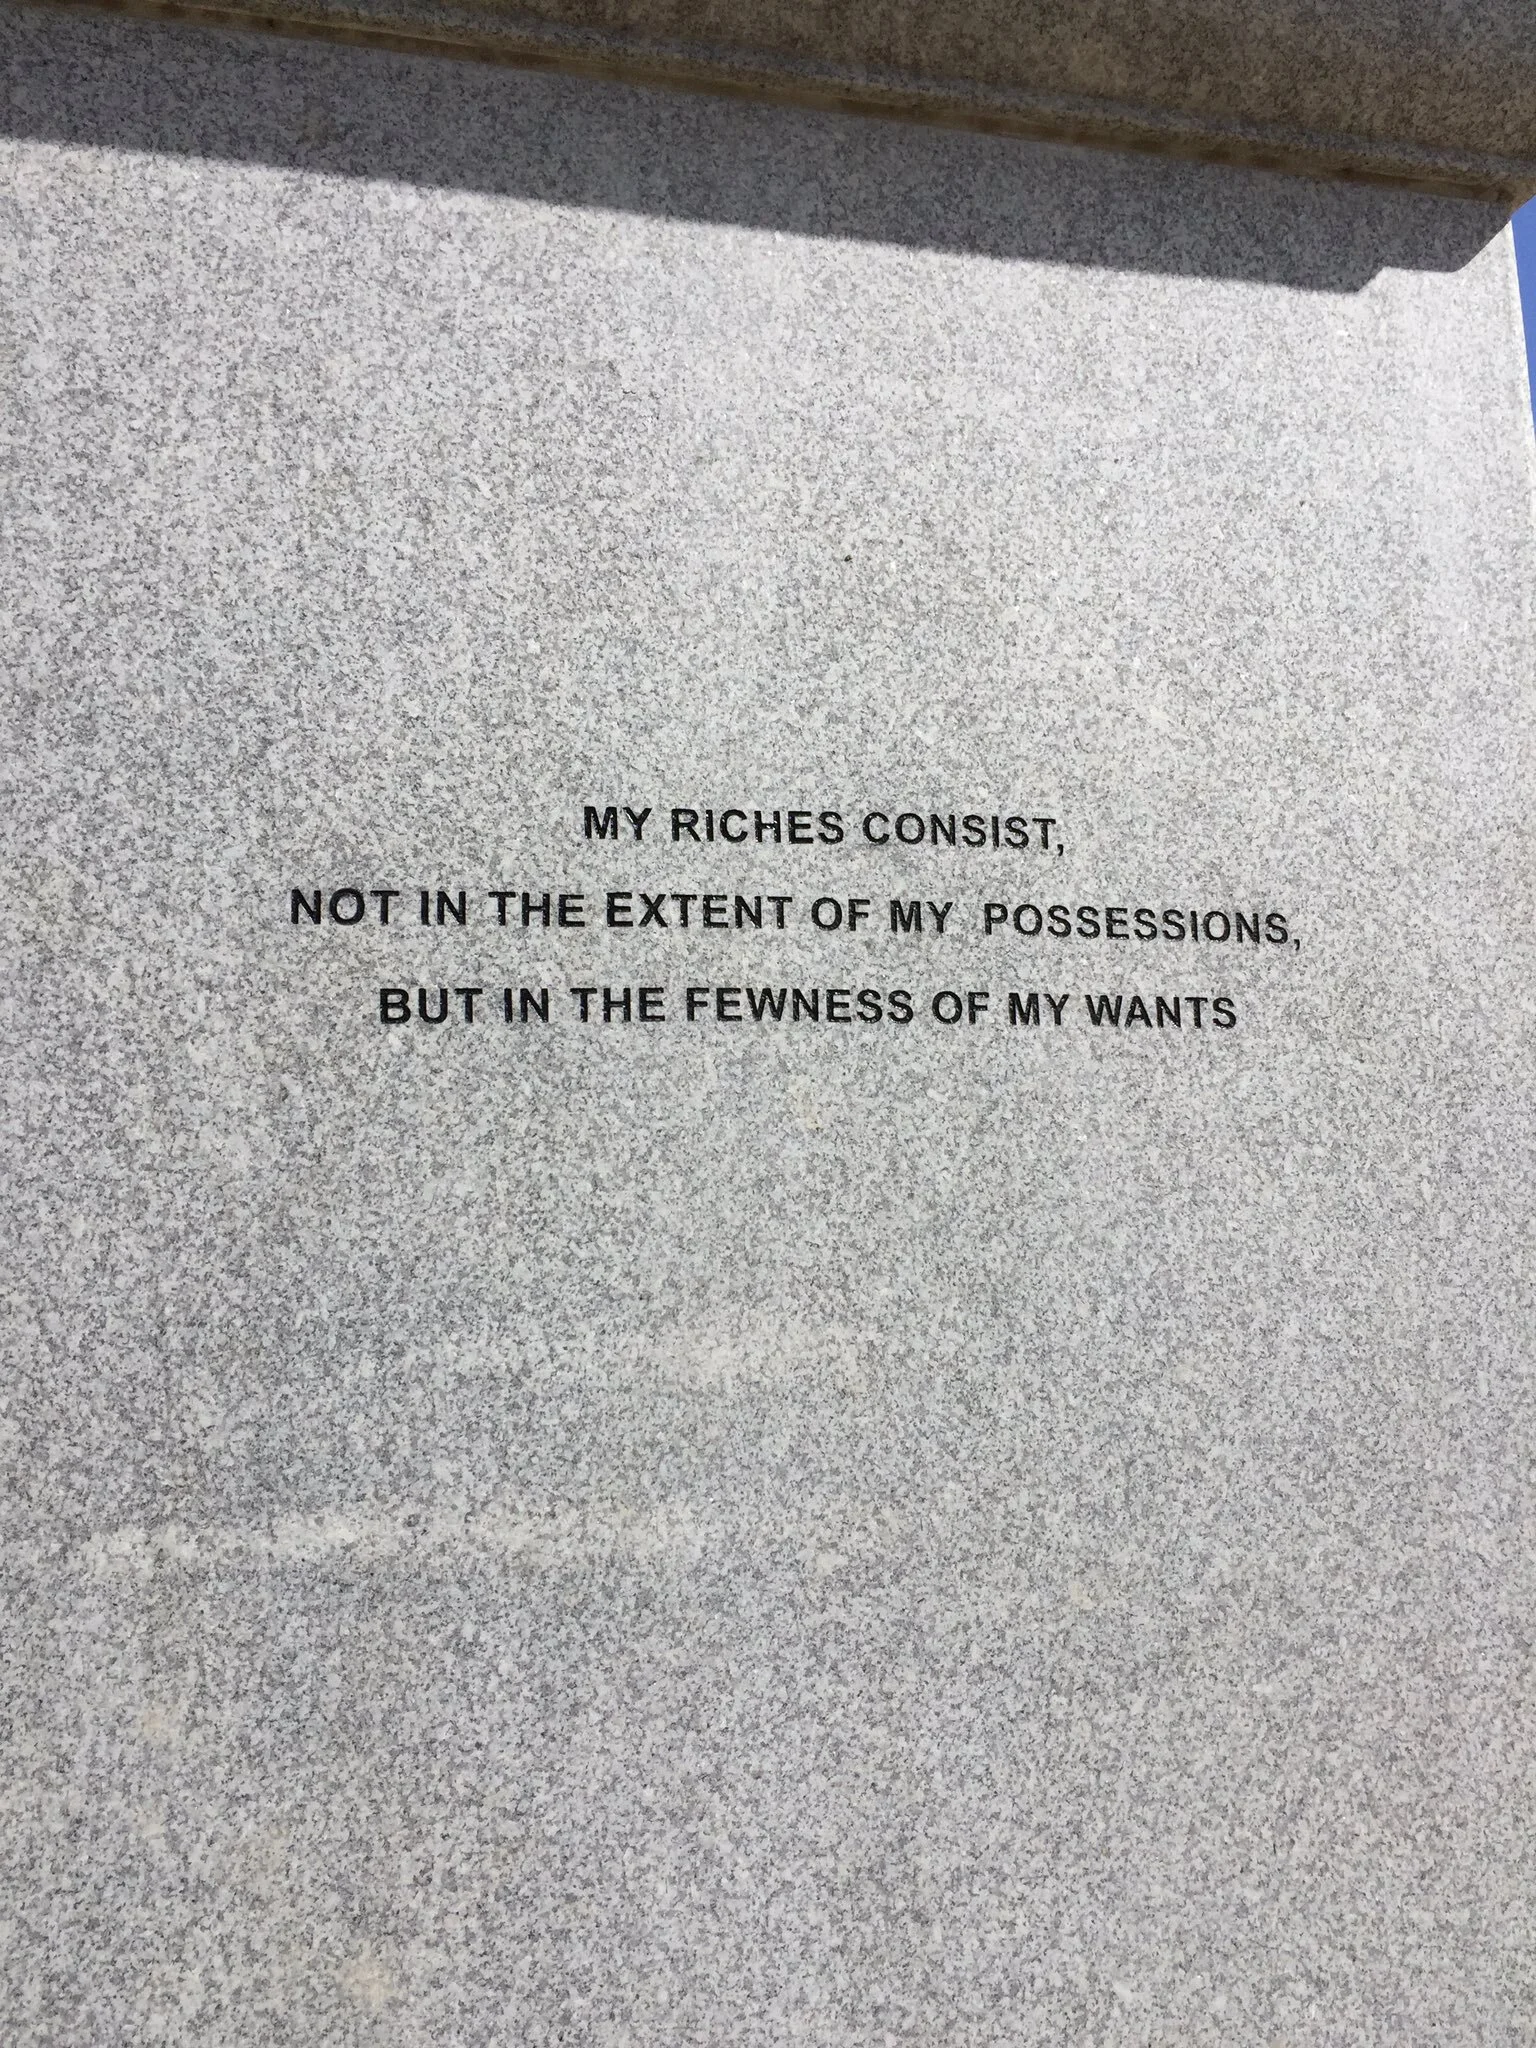 MY RICHES CONSIST,
NOT IN THE EXTENT OF MY POSSESSIONS,
BUT IN THE FEWNESS OF MY WANTS